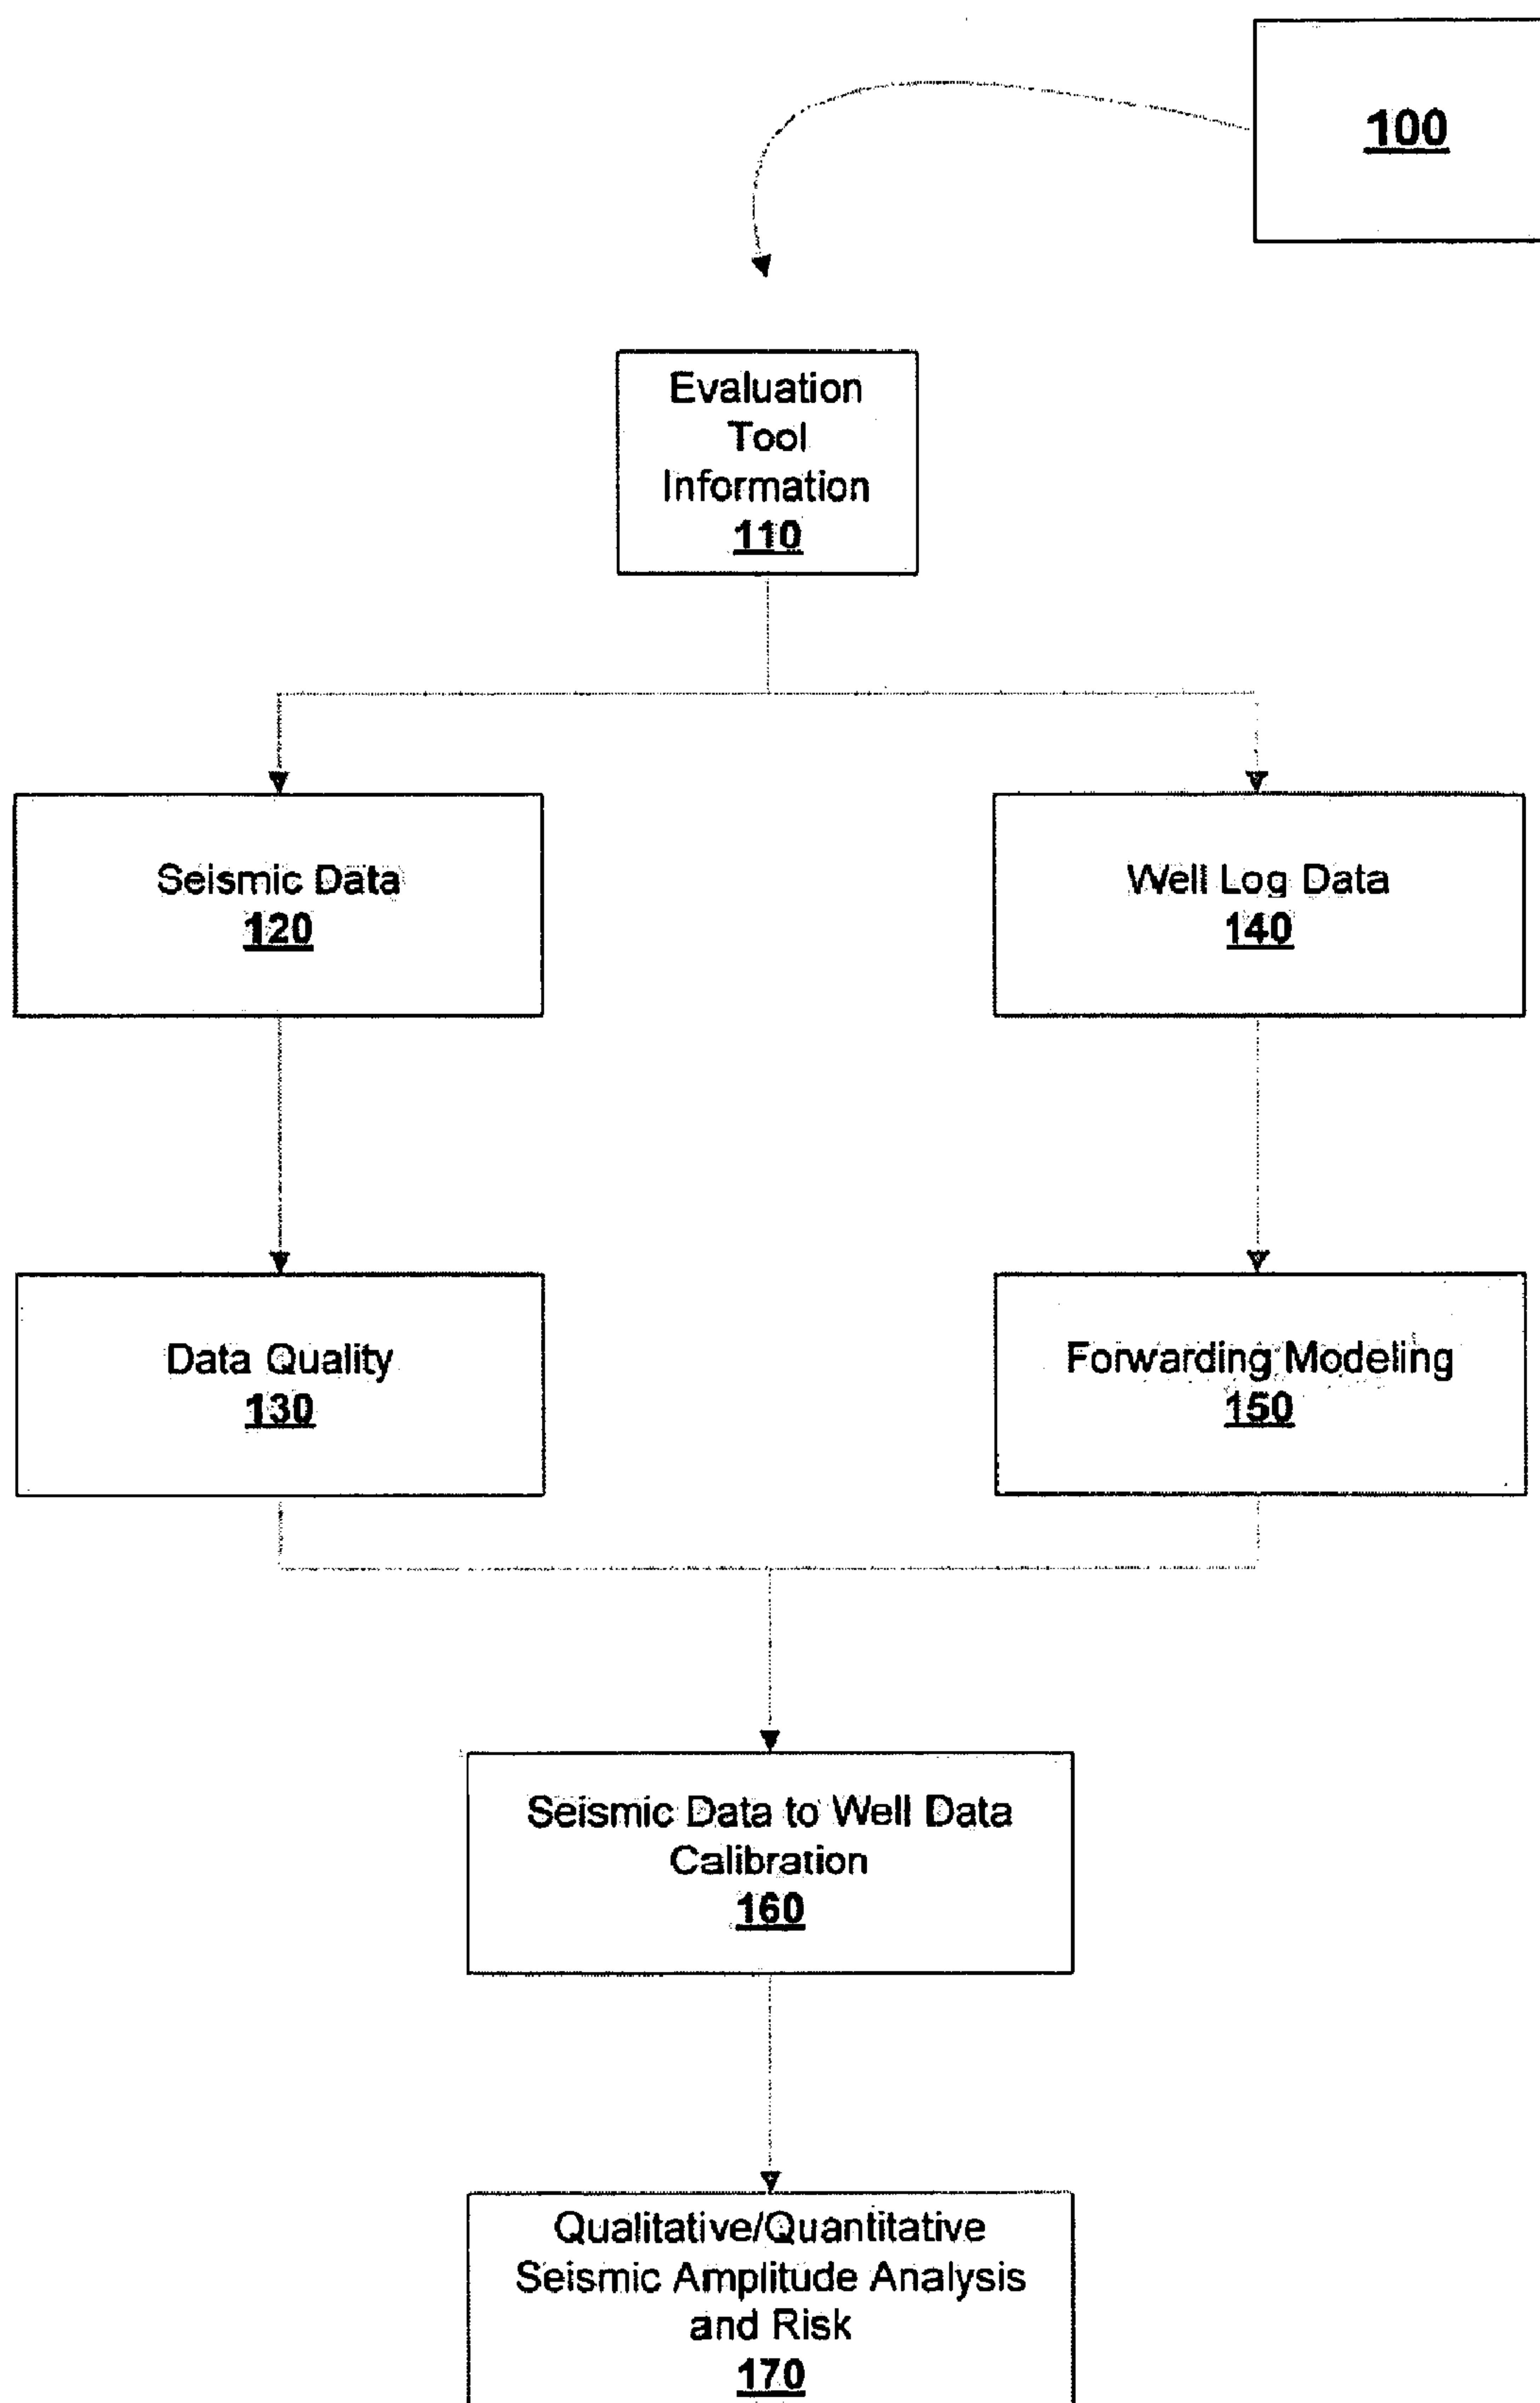 100
Evaluation
Tool
Information
110
Seismic Data
120
Well Log Data
140
Data Quality
130
Forwarding Modeling
150
Seismic Data to Well Data
Calibration
160
Qualitative/Quantitative
Seismic Amplitude Analysis
and Risk
170